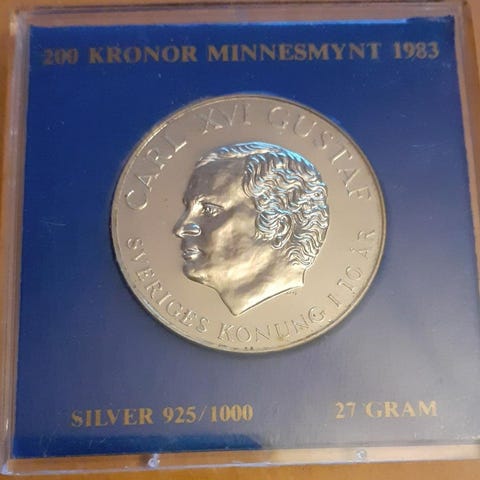 200 KRONOR MINNESMYNT 1983
CARL XVI GUSTAF
SVERIGES KONUNG I 10 ÅR
SILVER 925/1000 27 GRAM